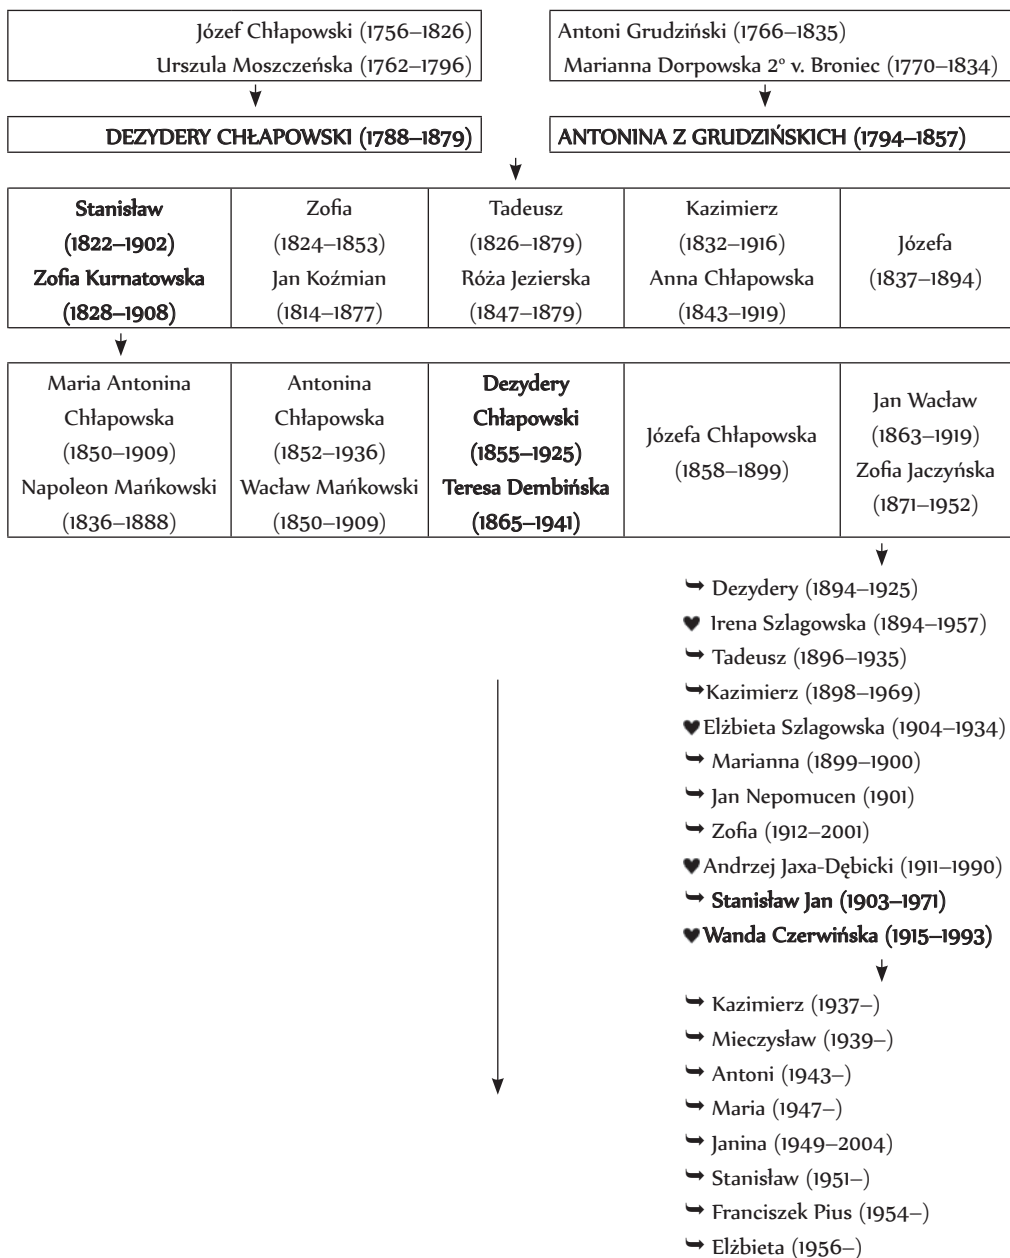 Józef Chłapowski (1756–1826)
Urszula Moszczeńska (1762–1796)
Antoni Grudziński (1766–1835)
Marianna Dorpowska 2° v. Broniec (1770–1834)
DEZYDERY CHŁAPOWSKI (1788–1879)
ANTONINA Z GRUDZIŃSKICH (1794–1857)
Stanisław
(1822–1902)
Zofia Kurnatowska
(1828–1908)
Zofia
(1824–1853)
Jan Koźmian
(1814–1877)
Tadeusz
(1826–1879)
Róża Jezierska
(1847–1879)
Kazimierz
(1832–1916)
Anna Chłapowska
(1843–1919)
Józefa
(1837–1894)
Maria Antonina
Chłapowska
(1850–1909)
Napoleon Mańkowski
(1836–1888)
Antonina
Chłapowska
(1852–1936)
Wacław Mańkowski
(1850–1909)
Dezydery
Chłapowski
(1855–1925)
Teresa Dembińska
(1865–1941)
Józefa Chłapowska
(1858–1899)
Jan Wacław
(1863–1919)
Zofia Jaczyńska
(1871–1952)
Dezydery (1894–1925)
Irena Szlagowska (1894–1957)
Tadeusz (1896–1935)
Kazimierz (1898–1969)
Elżbieta Szlagowska (1904–1934)
Marianna (1899–1900)
Jan Nepomucen (1901)
Zofia (1912–2001)
Andrzej Jaxa-Dębicki (1911–1990)
Stanisław Jan (1903–1971)
Wanda Czerwińska (1915–1993)
Kazimierz (1937–)
Mieczysław (1939–)
Antoni (1943–)
Maria (1947–)
Janina (1949–2004)
Stanisław (1951–)
Franciszek Pius (1954–)
Elżbieta (1956–)